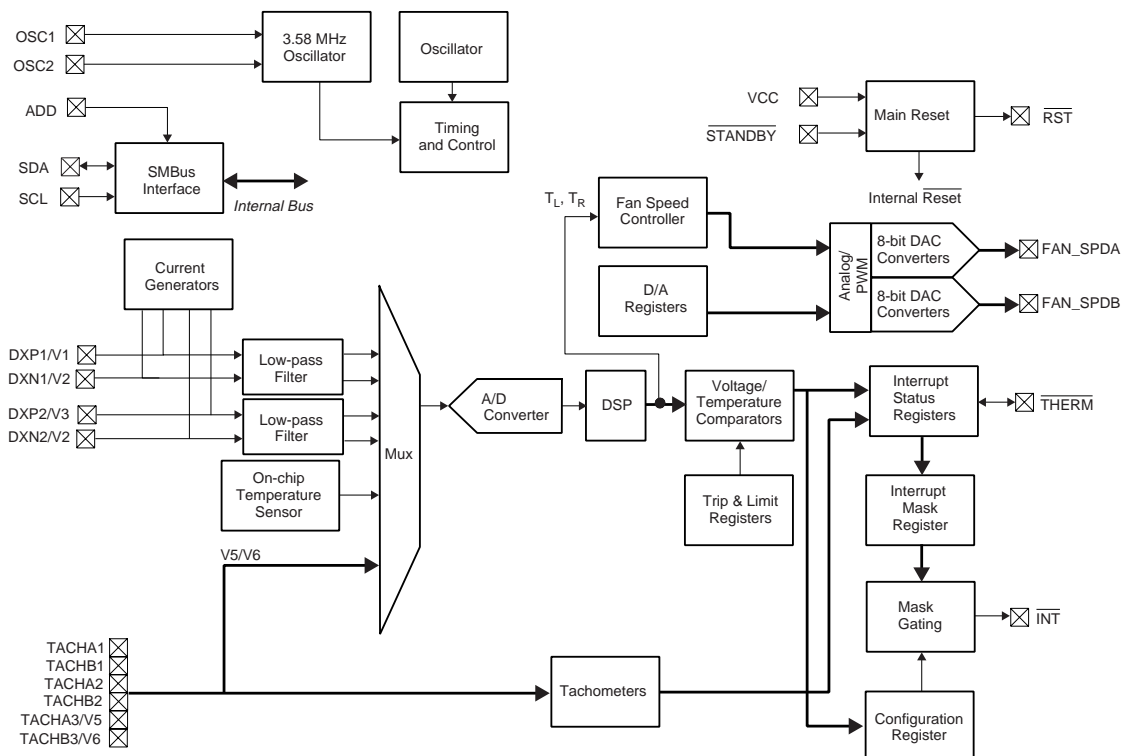 OSC1
OSC2
3.58 MHz
Oscillator
Oscillator
ADD
Timing
and Control
SDA
SCL
SMBus
Interface
Internal Bus
VCC
STANDBY
Main Reset
RST
Internal Reset
TL, TR
Fan Speed
Controller
D/A
Registers
Analog/
PWM
8-bit DAC
Converters
8-bit DAC
Converters
FAN_SPDA
FAN_SPDB
Current
Generators
DXP1/V1
DXN1/V2
DXP2/V3
DXN2/V2
Low-pass
Filter
Low-pass
Filter
On-chip
Temperature
Sensor
Mux
A/D
Converter
DSP
Voltage/
Temperature
Comparators
Trip & Limit
Registers
Interrupt
Status
Registers
THERM
Interrupt
Mask
Register
Mask
Gating
INT
V5/V6
TACHA1
TACHB1
TACHA2
TACHB2
TACHA3/V5
TACHB3/V6
Tachometers
Configuration
Register